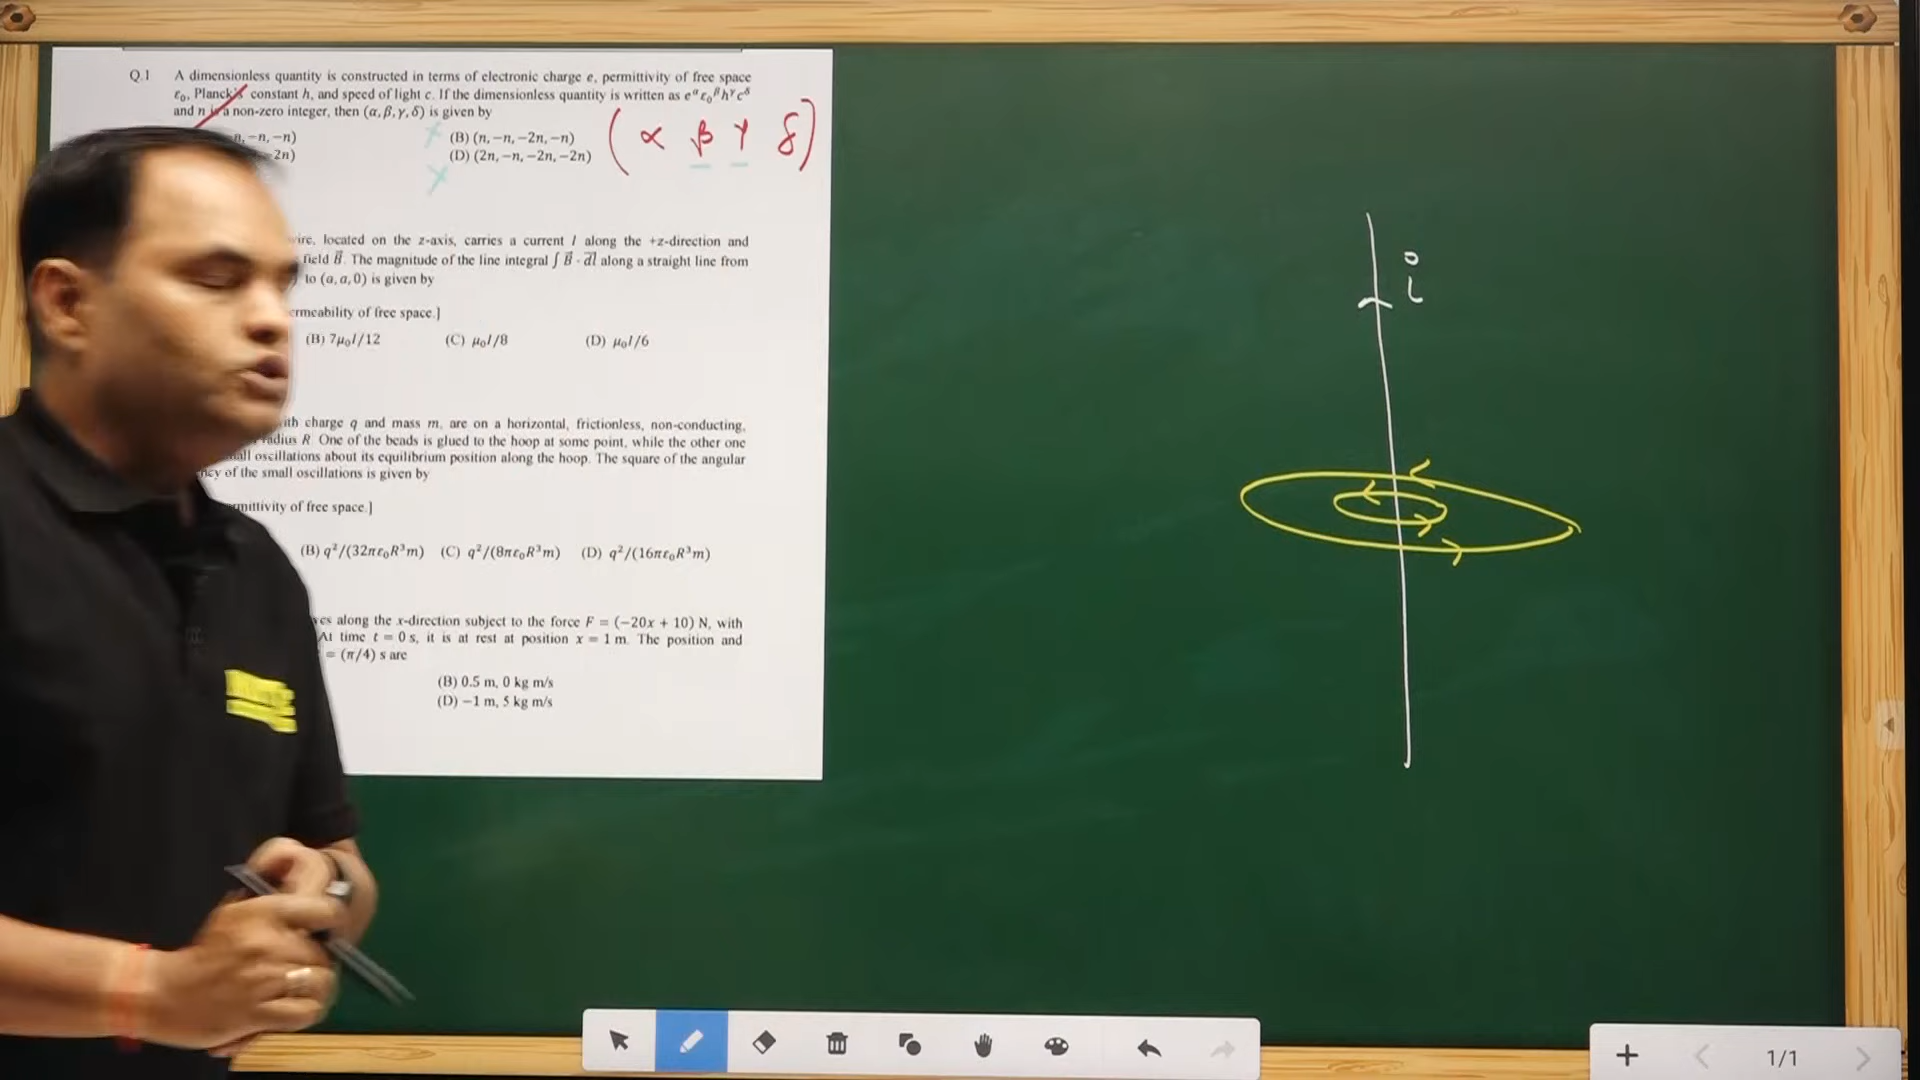 Q.1 A dimensionless quantity is constructed in terms of electronic charge e, permittivity of free space
ε₀, Planck's constant h, and speed of light c. If the dimensionless quantity is written as e^α ε₀^β h^γ c^δ
and n is a non-zero integer, then (α, β, γ, δ) is given by
n, −n, −n) (B) (n, −n, −2n, −n)
2n) (D) (2n, −n, −2n, −2n)
(α β γ δ)
wire, located on the z-axis, carries a current I along the +z-direction and
field B⃗. The magnitude of the line integral ∫ B⃗ · dl⃗ along a straight line from
to (a, a, 0) is given by
permeability of free space.]
(B) 7μ₀I/12 (C) μ₀I/8 (D) μ₀I/6
with charge q and mass m, are on a horizontal, frictionless, non-conducting,
radius R. One of the beads is glued to the hoop at some point, while the other one
small oscillations about its equilibrium position along the hoop. The square of the angular
of the small oscillations is given by
permittivity of free space.]
(B) q²/(32πε₀R³m) (C) q²/(8πε₀R³m) (D) q²/(16πε₀R³m)
along the x-direction subject to the force F = (−20x + 10) N, with
At time t = 0 s, it is at rest at position x = 1 m. The position and
= (π/4) s are
(B) 0.5 m, 0 kg m/s
(D) −1 m, 5 kg m/s
i
1/1